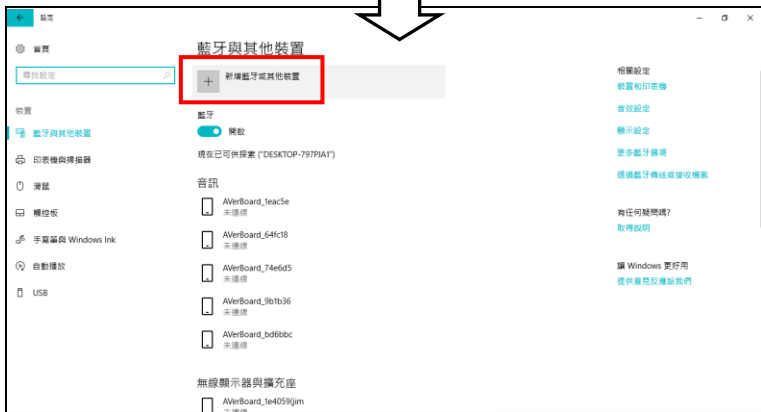 設定
首頁
尋找設定
裝置
藍牙與其他裝置
印表機與掃描器
滑鼠
觸控板
手寫筆與 Windows Ink
自動播放
USB
藍牙與其他裝置
新增藍牙或其他裝置
藍牙
開啟
現在已可供探索 ("DESKTOP-797PJA1")
音訊
AVerBoard_1eac5e
未連線
AVerBoard_64fc18
未連線
AVerBoard_74e6d5
未連線
AVerBoard_9b1b36
未連線
AVerBoard_bd6bbc
未連線
無線顯示器與擴充座
AVerBoard_1e4059(jim
未連線
相關設定
裝置和印表機
音效設定
顯示設定
更多藍牙選項
透過藍牙傳送或接收檔案
有任何疑問嗎?
取得說明
讓 Windows 更好用
提供意見反應給我們